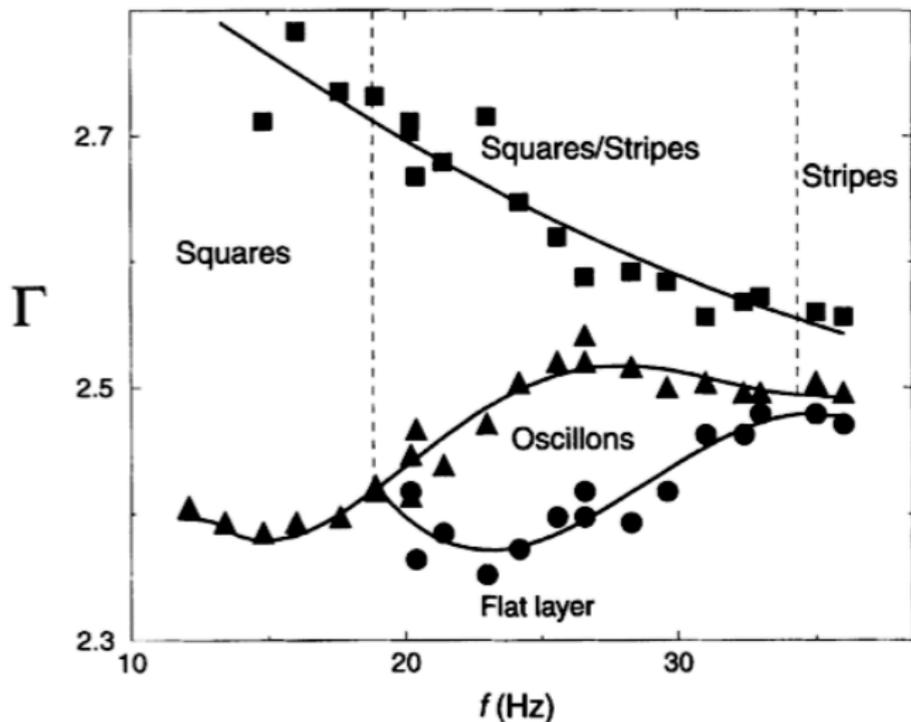 2.7
Squares/Stripes
Stripes
Squares
Γ
2.5
Oscillons
Flat layer
2.3
10
20
30
f (Hz)